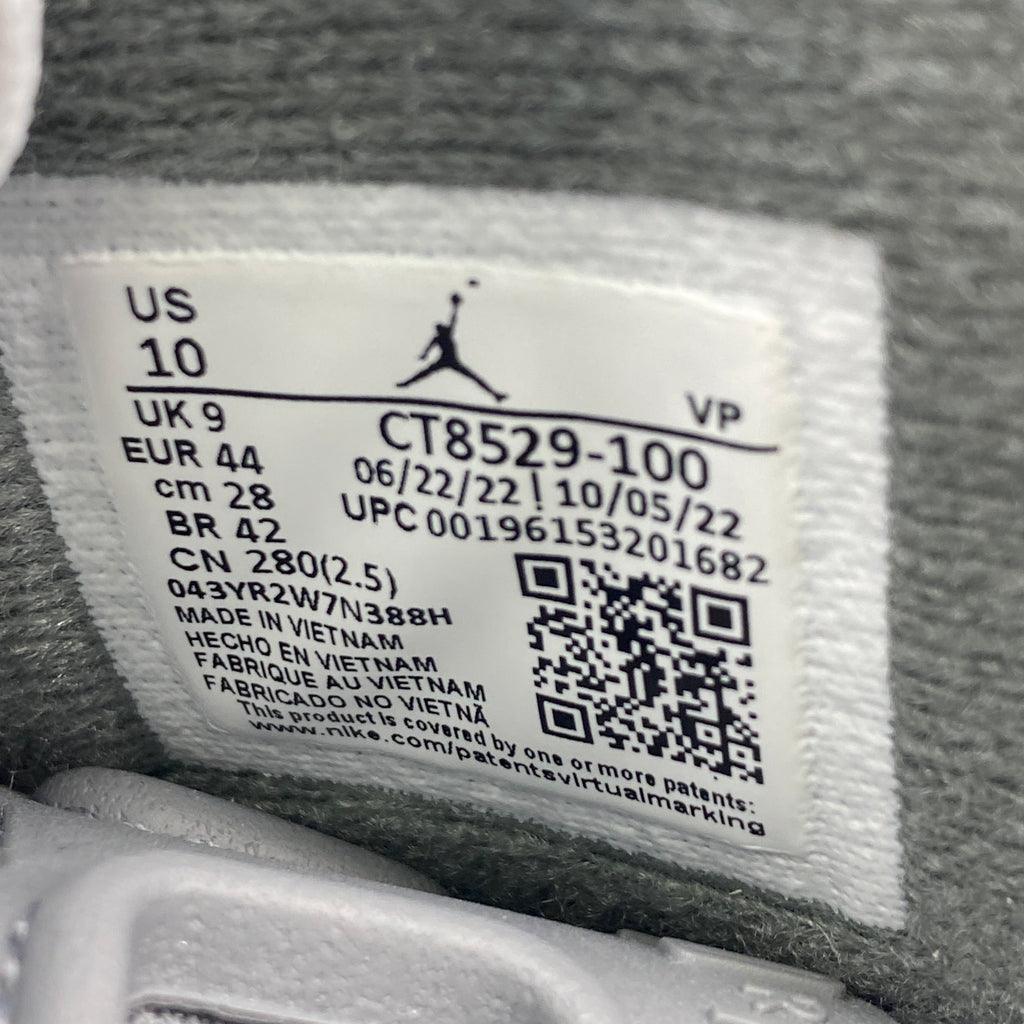 US
10
VP
UK 9
CT8529-100
EUR 44
06/22/22 | 10/05/22
cm 28
UPC 00196153201682
BR 42
CN 280(2.5)
043YR2W7N388H
MADE IN VIETNAM
HECHO EN VIETNAM
FABRIQUE AU VIETNAM
FABRICADO NO VIETNÃ
This product is covered by one or more patents:
www.nike.com/patentsvirtualmarking